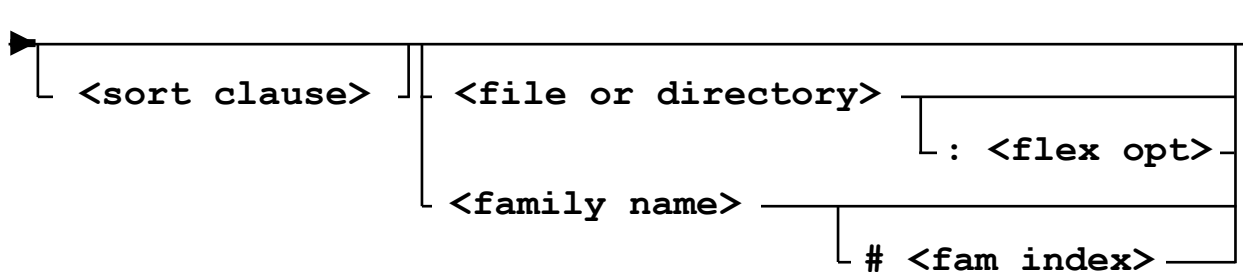 <sort clause> <file or directory>
: <flex opt>
<family name>
# <fam index>